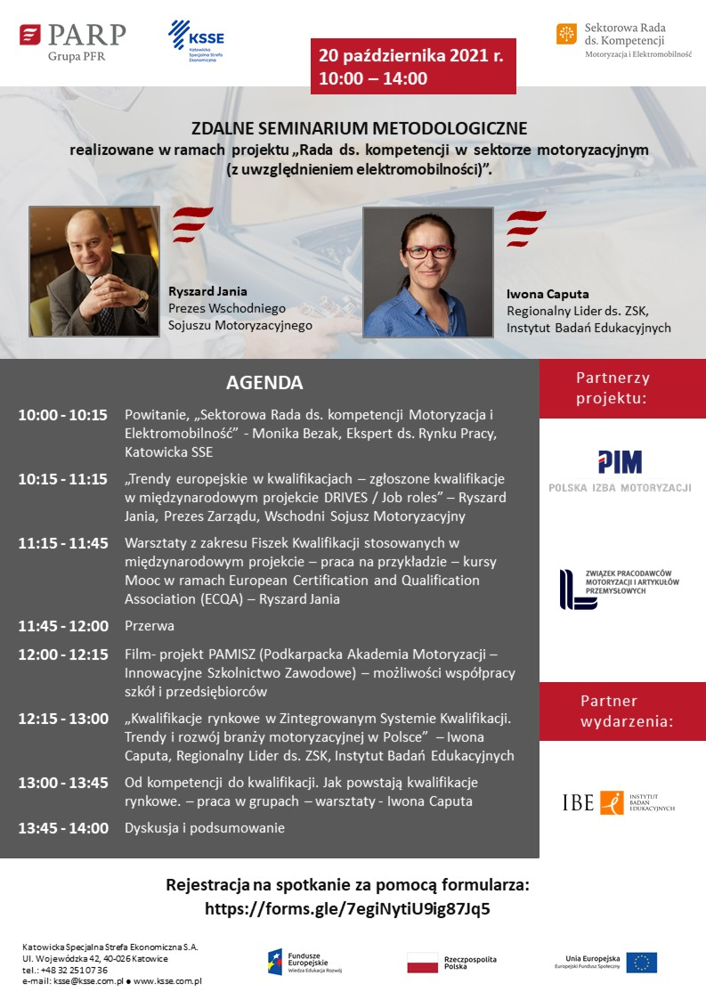 PARP
Grupa PFR
KSSE
Katowicka
Specjalna Strefa
Ekonomiczna
20 października 2021 r.
10:00 – 14:00
Sektorowa Rada
ds. Kompetencji
Motoryzacja i Elektromobilność
ZDALNE SEMINARIUM METODOLOGICZNE
realizowane w ramach projektu „Rada ds. kompetencji w sektorze motoryzacyjnym
(z uwzględnieniem elektromobilności)”.
Ryszard Jania
Prezes Wschodniego
Sojuszu Motoryzacyjnego
Iwona Caputa
Regionalny Lider ds. ZSK,
Instytut Badań Edukacyjnych
AGENDA
10:00 - 10:15 Powitanie, „Sektorowa Rada ds. kompetencji Motoryzacja i
Elektromobilność” - Monika Bezak, Ekspert ds. Rynku Pracy,
Katowicka SSE
10:15 - 11:15 „Trendy europejskie w kwalifikacjach – zgłoszone kwalifikacje
w międzynarodowym projekcie DRIVES / Job roles” – Ryszard
Jania, Prezes Zarządu, Wschodni Sojusz Motoryzacyjny
11:15 - 11:45 Warsztaty z zakresu Fiszek Kwalifikacji stosowanych w
międzynarodowym projekcie – praca na przykładzie – kursy
Mooc w ramach European Certification and Qualification
Association (ECQA) – Ryszard Jania
11:45 - 12:00 Przerwa
12:00 - 12:15 Film- projekt PAMISZ (Podkarpacka Akademia Motoryzacji –
Innowacyjne Szkolnictwo Zawodowe) – możliwości współpracy
szkół i przedsiębiorców
12:15 - 13:00 „Kwalifikacje rynkowe w Zintegrowanym Systemie Kwalifikacji.
Trendy i rozwój branży motoryzacyjnej w Polsce” – Iwona
Caputa, Regionalny Lider ds. ZSK, Instytut Badań Edukacyjnych
13:00 - 13:45 Od kompetencji do kwalifikacji. Jak powstają kwalifikacje
rynkowe. – praca w grupach – warsztaty - Iwona Caputa
13:45 - 14:00 Dyskusja i podsumowanie
Partnerzy
projektu:
PIM
POLSKA IZBA MOTORYZACJI
ZWIĄZEK PRACODAWCÓW
MOTORYZACJI I ARTYKUŁÓW
PRZEMYSŁOWYCH
Partner
wydarzenia:
IBE
INSTYTUT
BADAŃ
EDUKACYJNYCH
Rejestracja na spotkanie za pomocą formularza:
https://forms.gle/7egiNytiU9ig87Jq5
Katowicka Specjalna Strefa Ekonomiczna S.A.
Ul. Wojewódzka 42, 40-026 Katowice
tel.: +48 32 251 07 36
e-mail: ksse@ksse.com.pl ● www.ksse.com.pl
Fundusze
Europejskie
Wiedza Edukacja Rozwój
Rzeczpospolita
Polska
Unia Europejska
Europejski Fundusz Społeczny